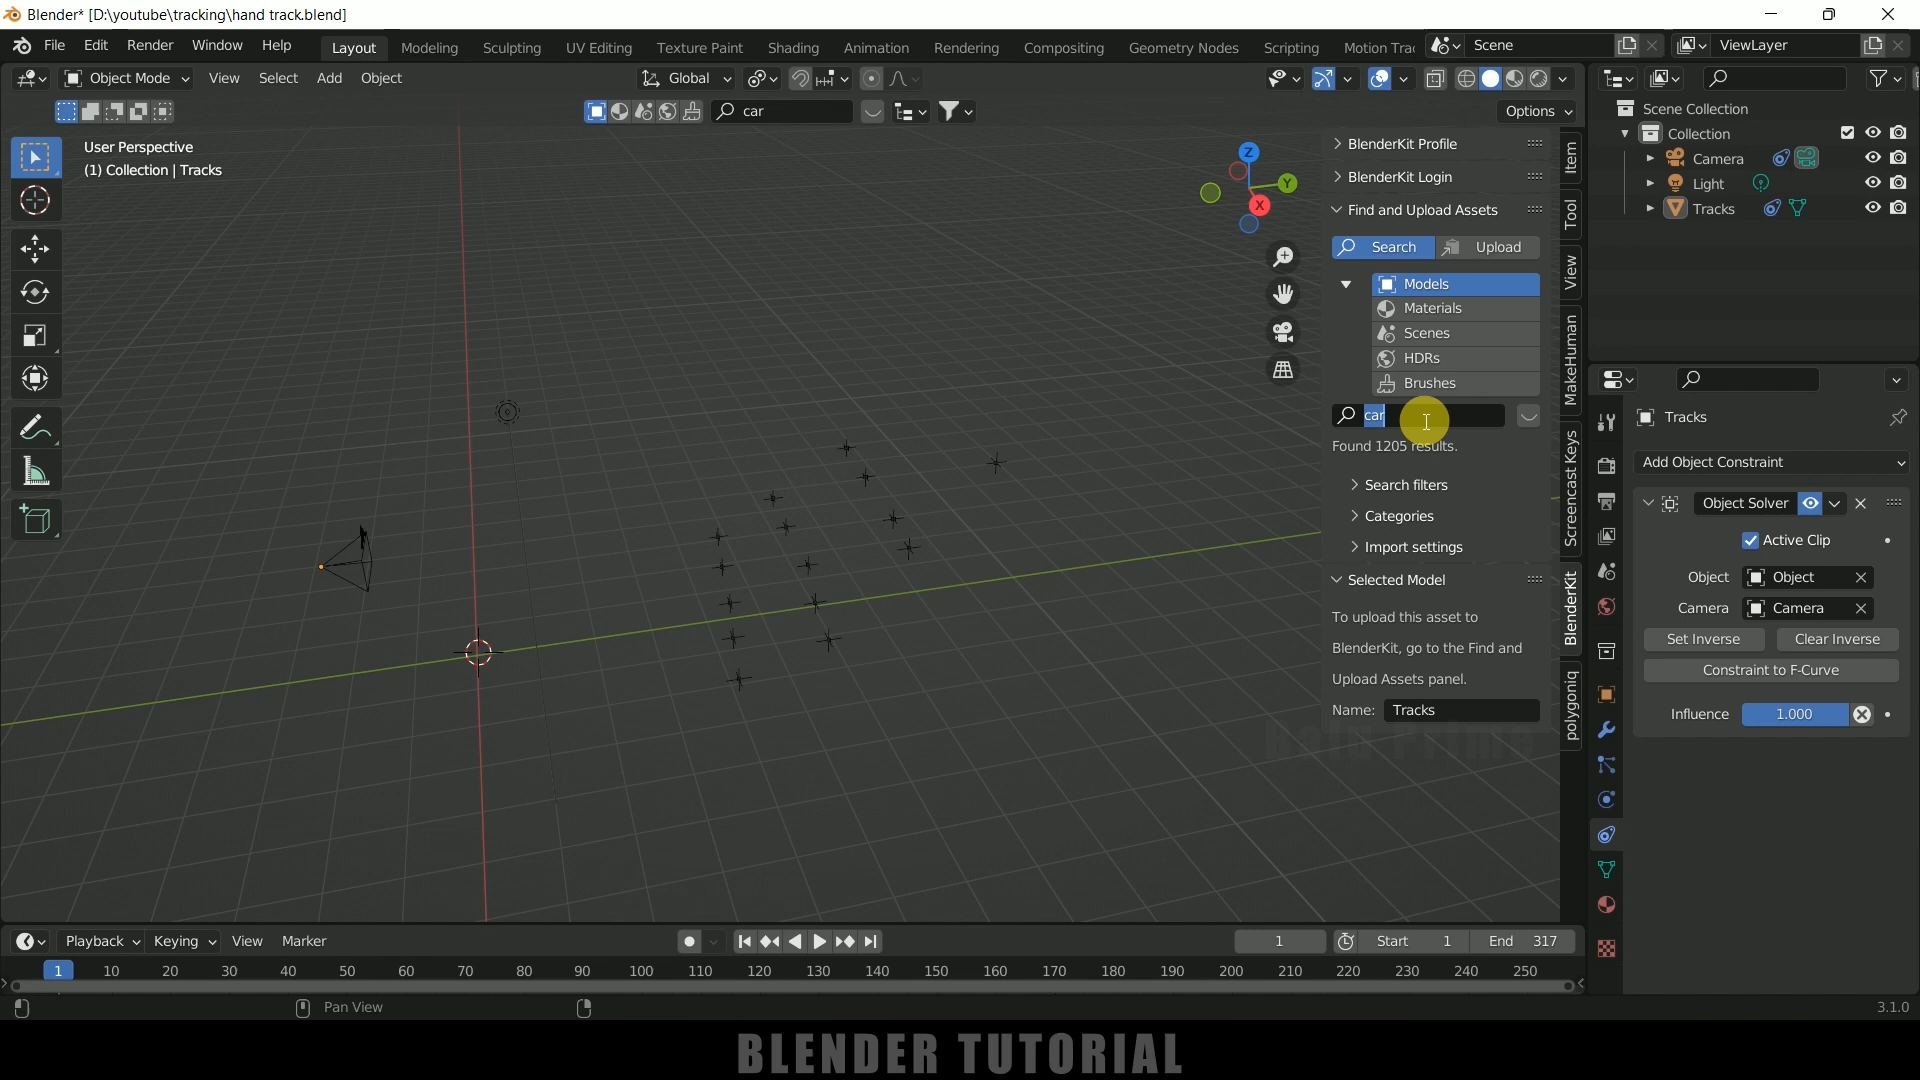 Blender* [D:\youtube\tracking\hand track.blend]
File Edit Render Window Help Layout Modeling Sculpting UV Editing Texture Paint Shading Animation Rendering Compositing Geometry Nodes Scripting Motion Trac Scene ViewLayer
Object Mode View Select Add Object Global
car Options
User Perspective
(1) Collection | Tracks
Z
Y
X
BlenderKit Profile
BlenderKit Login
Find and Upload Assets
Search Upload
Models
Materials
Scenes
HDRs
Brushes
car
Found 1205 results.
Search filters
Categories
Import settings
Selected Model
To upload this asset to
BlenderKit, go to the Find and
Upload Assets panel.
Name: Tracks
Item
Tool
View
MakeHuman
Screencast Keys
BlenderKit
polygoniq
Scene Collection
Collection
Camera
Light
Tracks
Tracks
Add Object Constraint
Object Solver
Active Clip
Object Object
Camera Camera
Set Inverse Clear Inverse
Constraint to F-Curve
Influence 1.000
Playback Keying View Marker 1 Start 1 End 317
1 10 20 30 40 50 60 70 80 90 100 110 120 130 140 150 160 170 180 190 200 210 220 230 240 250
Pan View 3.1.0
BLENDER TUTORIAL